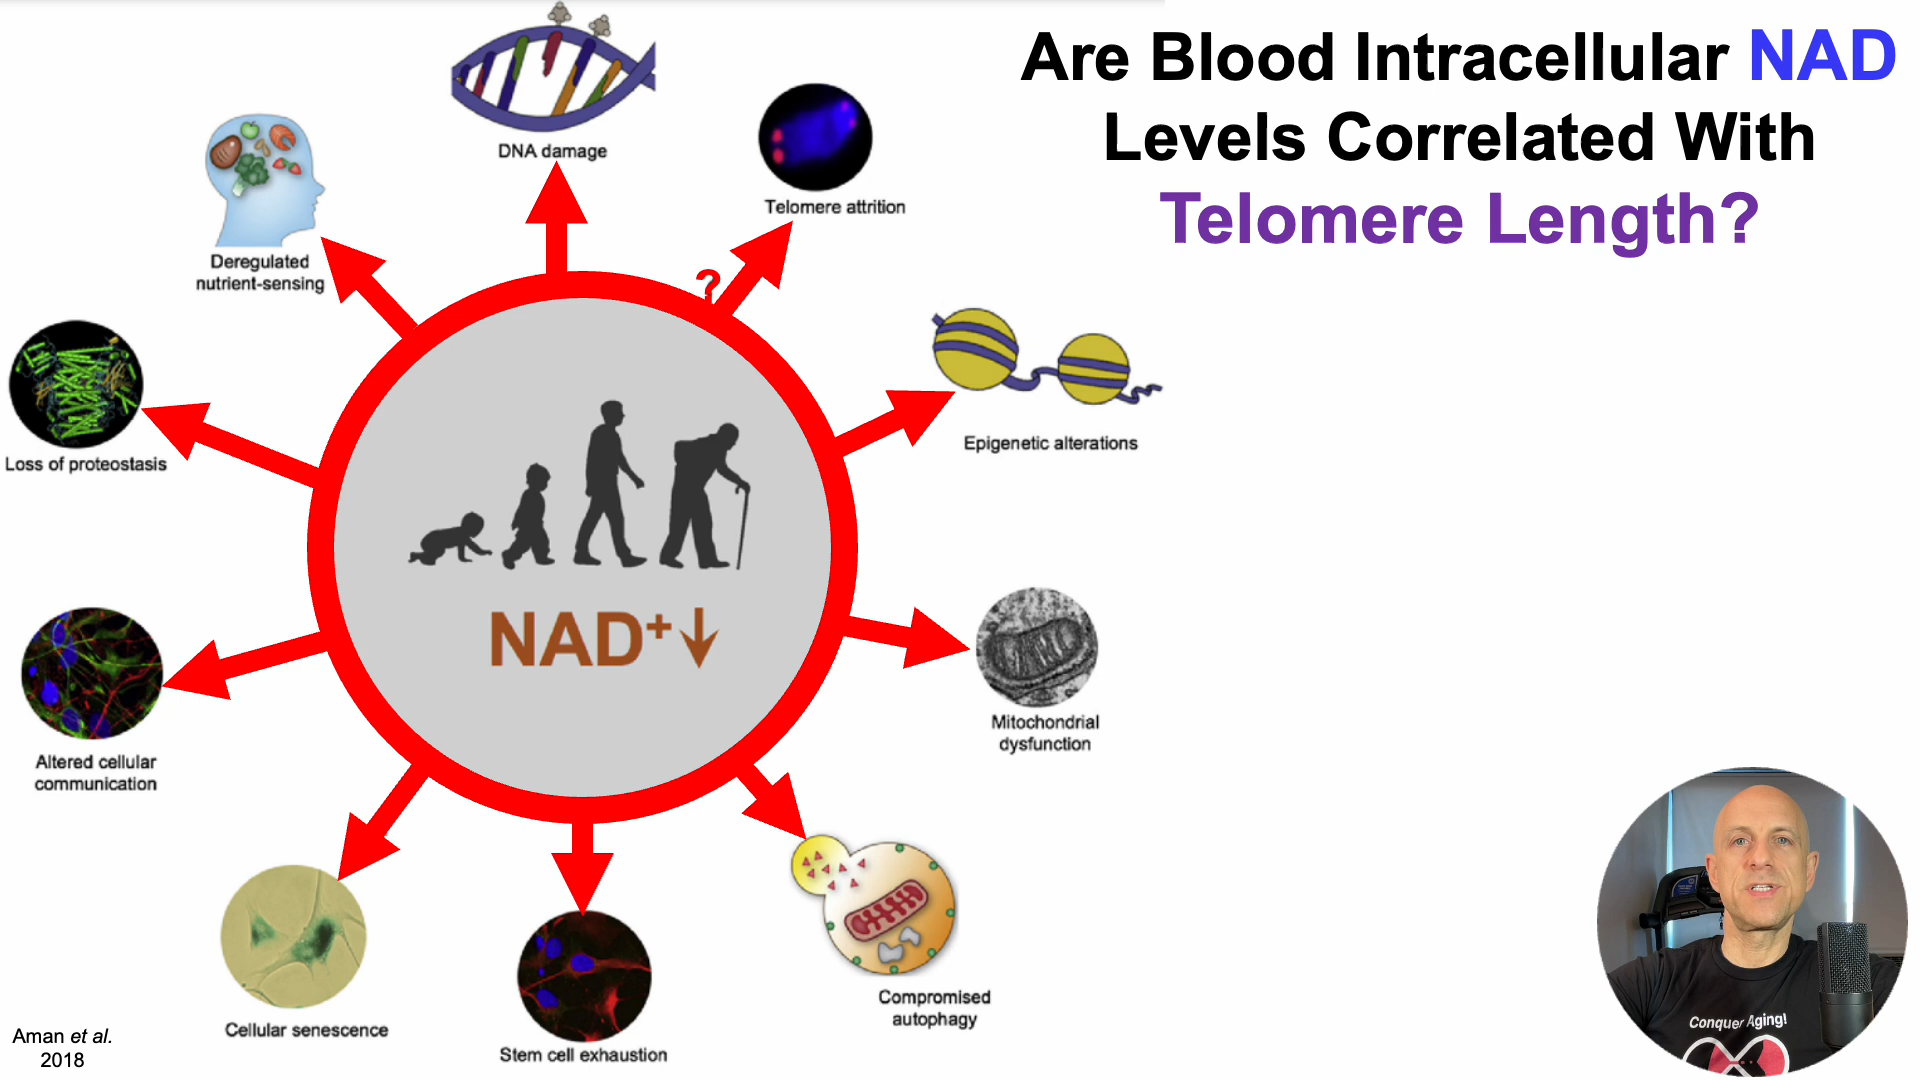 Are Blood Intracellular NAD
Levels Correlated With
Telomere Length?
DNA damage
Telomere attrition
Deregulated
nutrient-sensing
?
Epigenetic alterations
Loss of proteostasis
NAD⁺↓
Mitochondrial
dysfunction
Altered cellular
communication
Compromised
autophagy
Cellular senescence
Stem cell exhaustion
Aman et al.
2018
Conquer Aging!